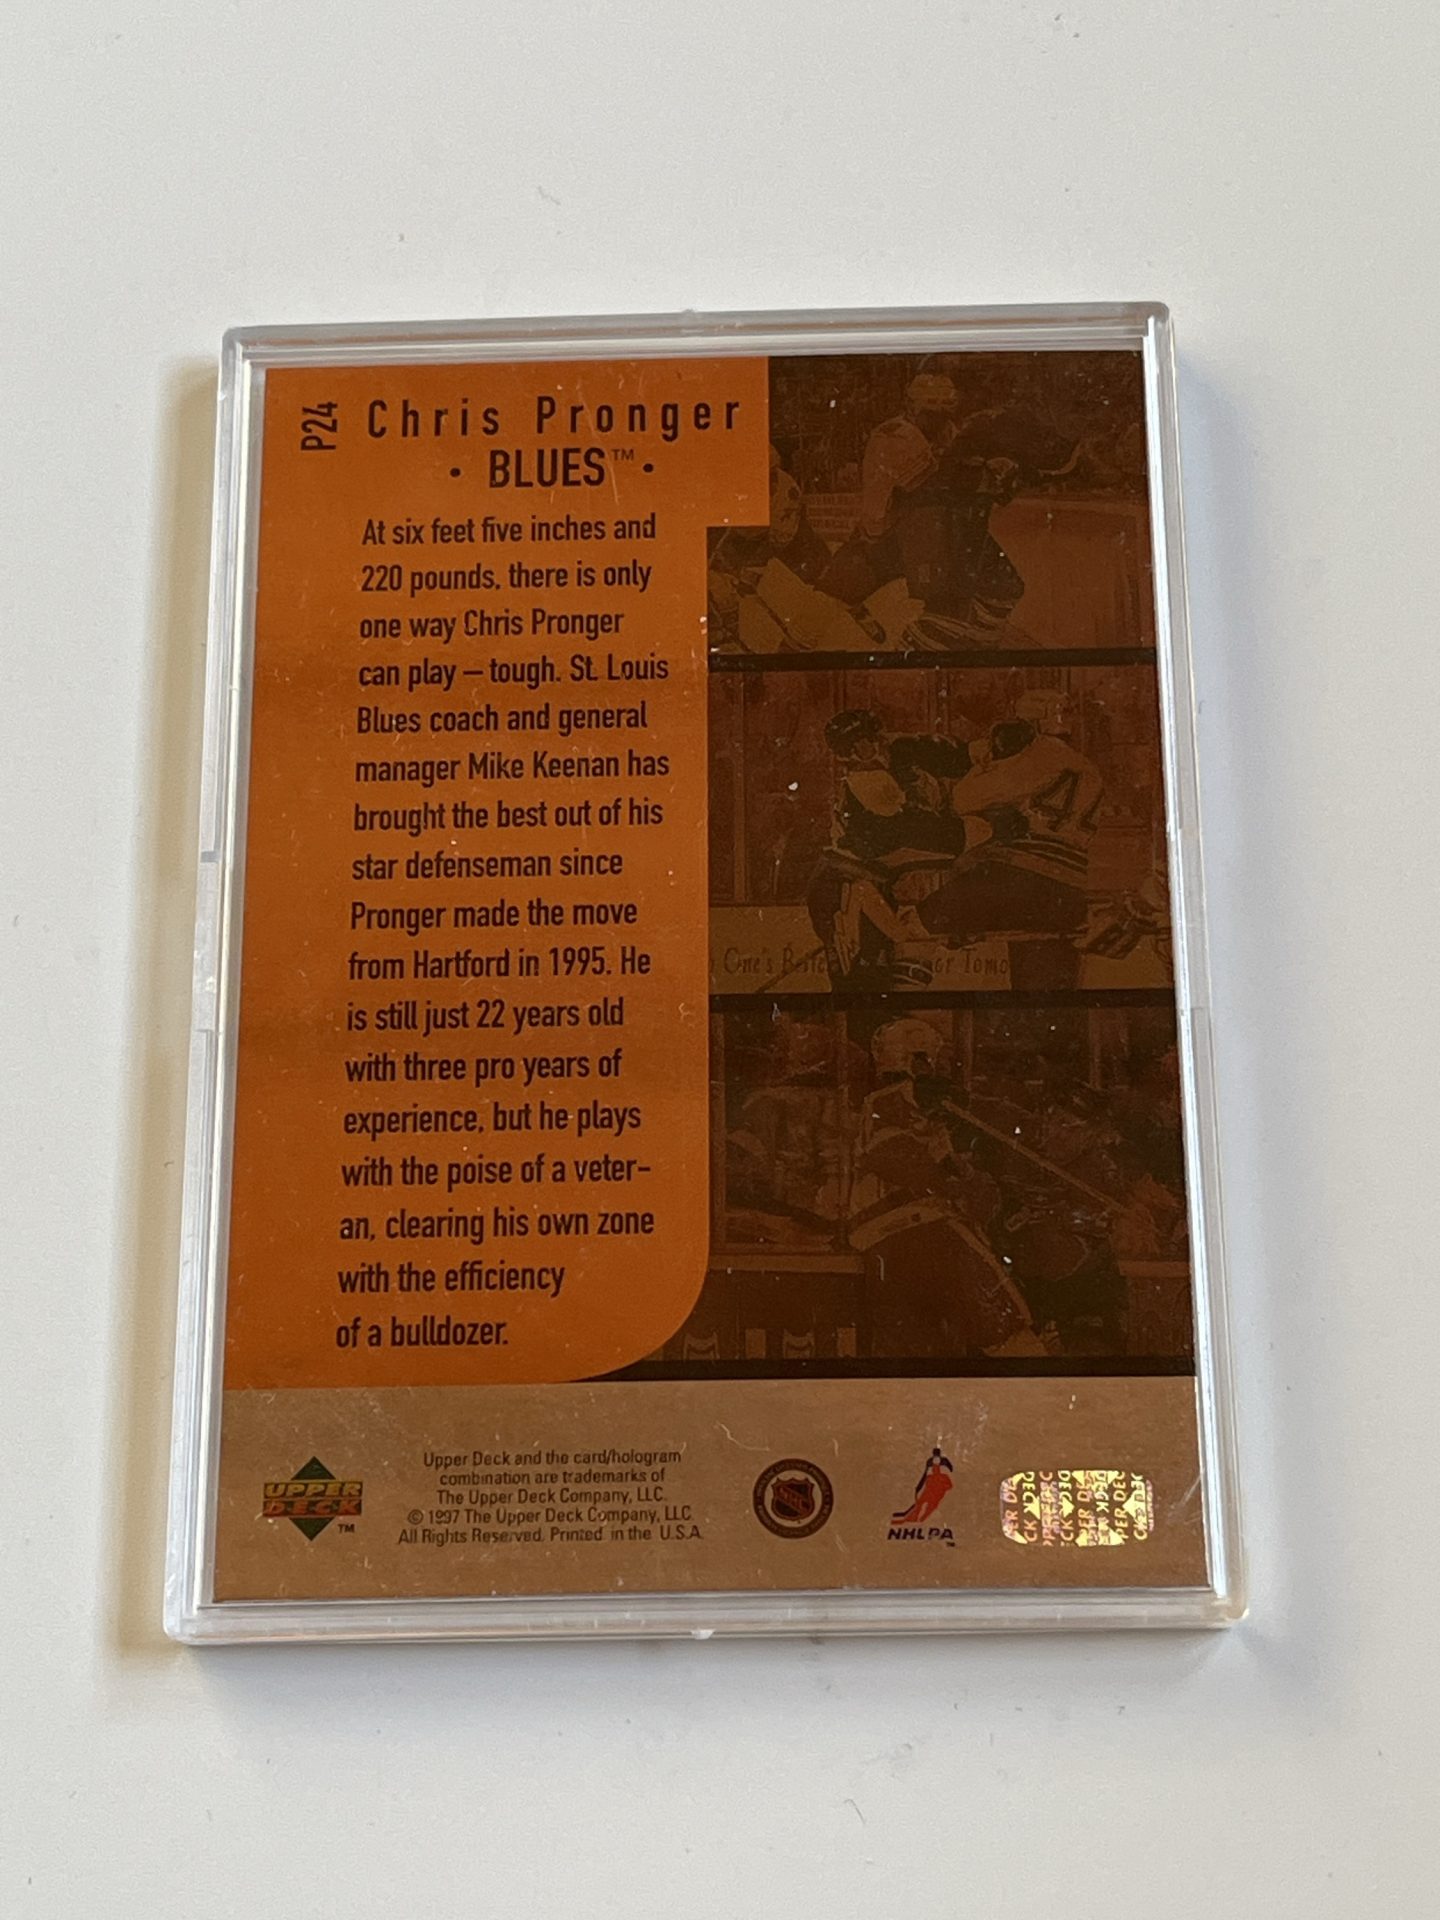 P24
Chris Pronger
• BLUES™ •
At six feet five inches and
220 pounds, there is only
one way Chris Pronger
can play – tough. St. Louis
Blues coach and general
manager Mike Keenan has
brought the best out of his
star defenseman since
Pronger made the move
from Hartford in 1995. He
is still just 22 years old
with three pro years of
experience, but he plays
with the poise of a veter-
an, clearing his own zone
with the efficiency
of a bulldozer.
44
One's
UPPER
DECK
™
Upper Deck and the card/hologram
combination are trademarks of
The Upper Deck Company, LLC.
© 1997 The Upper Deck Company, LLC
All Rights Reserved. Printed in the U.S.A.
NHL
NHLPA
™